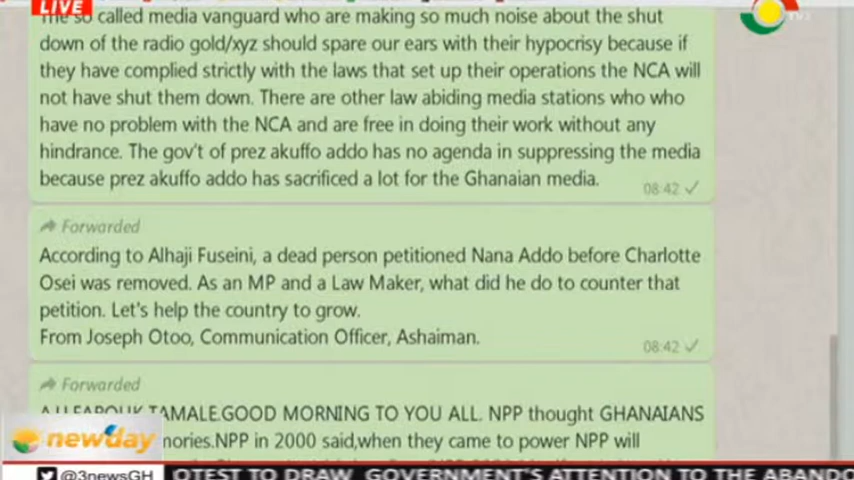 LIVE
The so called media vanguard who are making so much noise about the shut
down of the radio gold/xyz should spare our ears with their hypocrisy because if
they have complied strictly with the laws that set up their operations the NCA will
not have shut them down. There are other law abiding media stations who who
have no problem with the NCA and are free in doing their work without any
hindrance. The gov't of prez akuffo addo has no agenda in suppressing the media
because prez akuffo addo has sacrificed a lot for the Ghanaian media.
08:42
Forwarded
According to Alhaji Fuseini, a dead person petitioned Nana Addo before Charlotte
Osei was removed. As an MP and a Law Maker, what did he do to counter that
petition. Let's help the country to grow.
From Joseph Otoo, Communication Officer, Ashaiman.
08:42
Forwarded
TAMALE.GOOD MORNING TO YOU ALL. NPP thought GHANAIANS
newday
mories.NPP in 2000 said,when they came to power NPP will
@3newsGH
OTEST TO DRAW GOVERNMENT'S ATTENTION TO THE ABANDO